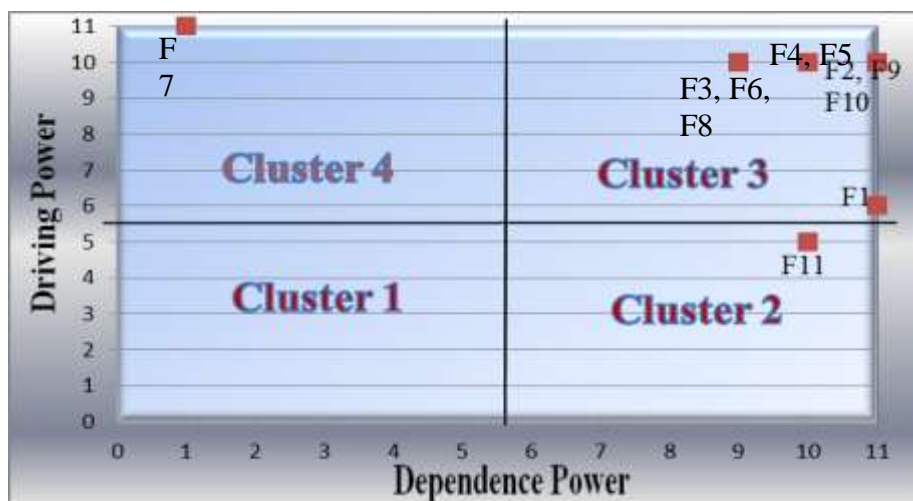 11
10
9
8
7
6
5
4
3
2
1
0
Driving Power
F
7
F4, F5
F2, F9
F10
F3, F6,
F8
Cluster 4
Cluster 3
F1
F11
Cluster 1
Cluster 2
0 1 2 3 4 5 6 7 8 9 10 11
Dependence Power